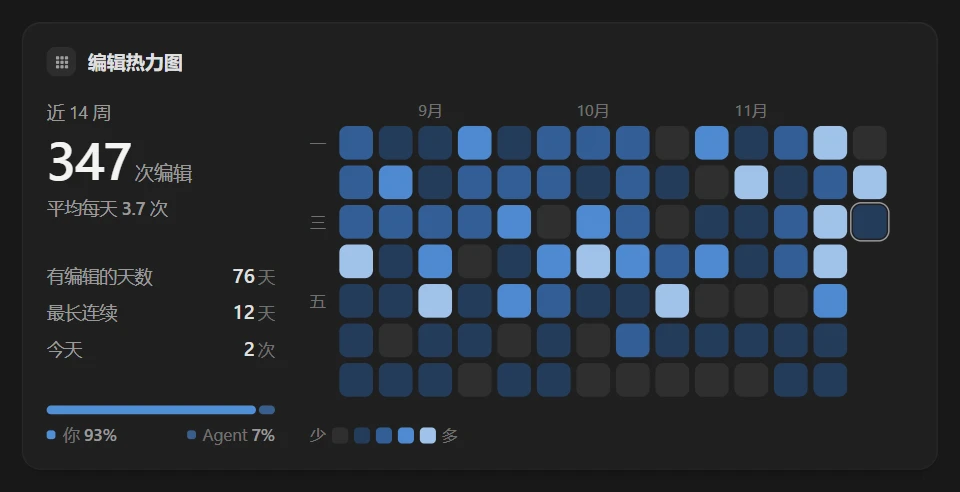 编辑热力图
近 14 周
347 次编辑
平均每天 3.7 次
有编辑的天数 76 天
最长连续 12 天
今天 2 次
你 93% Agent 7%
9月 10月 11月
一
三
五
少 多